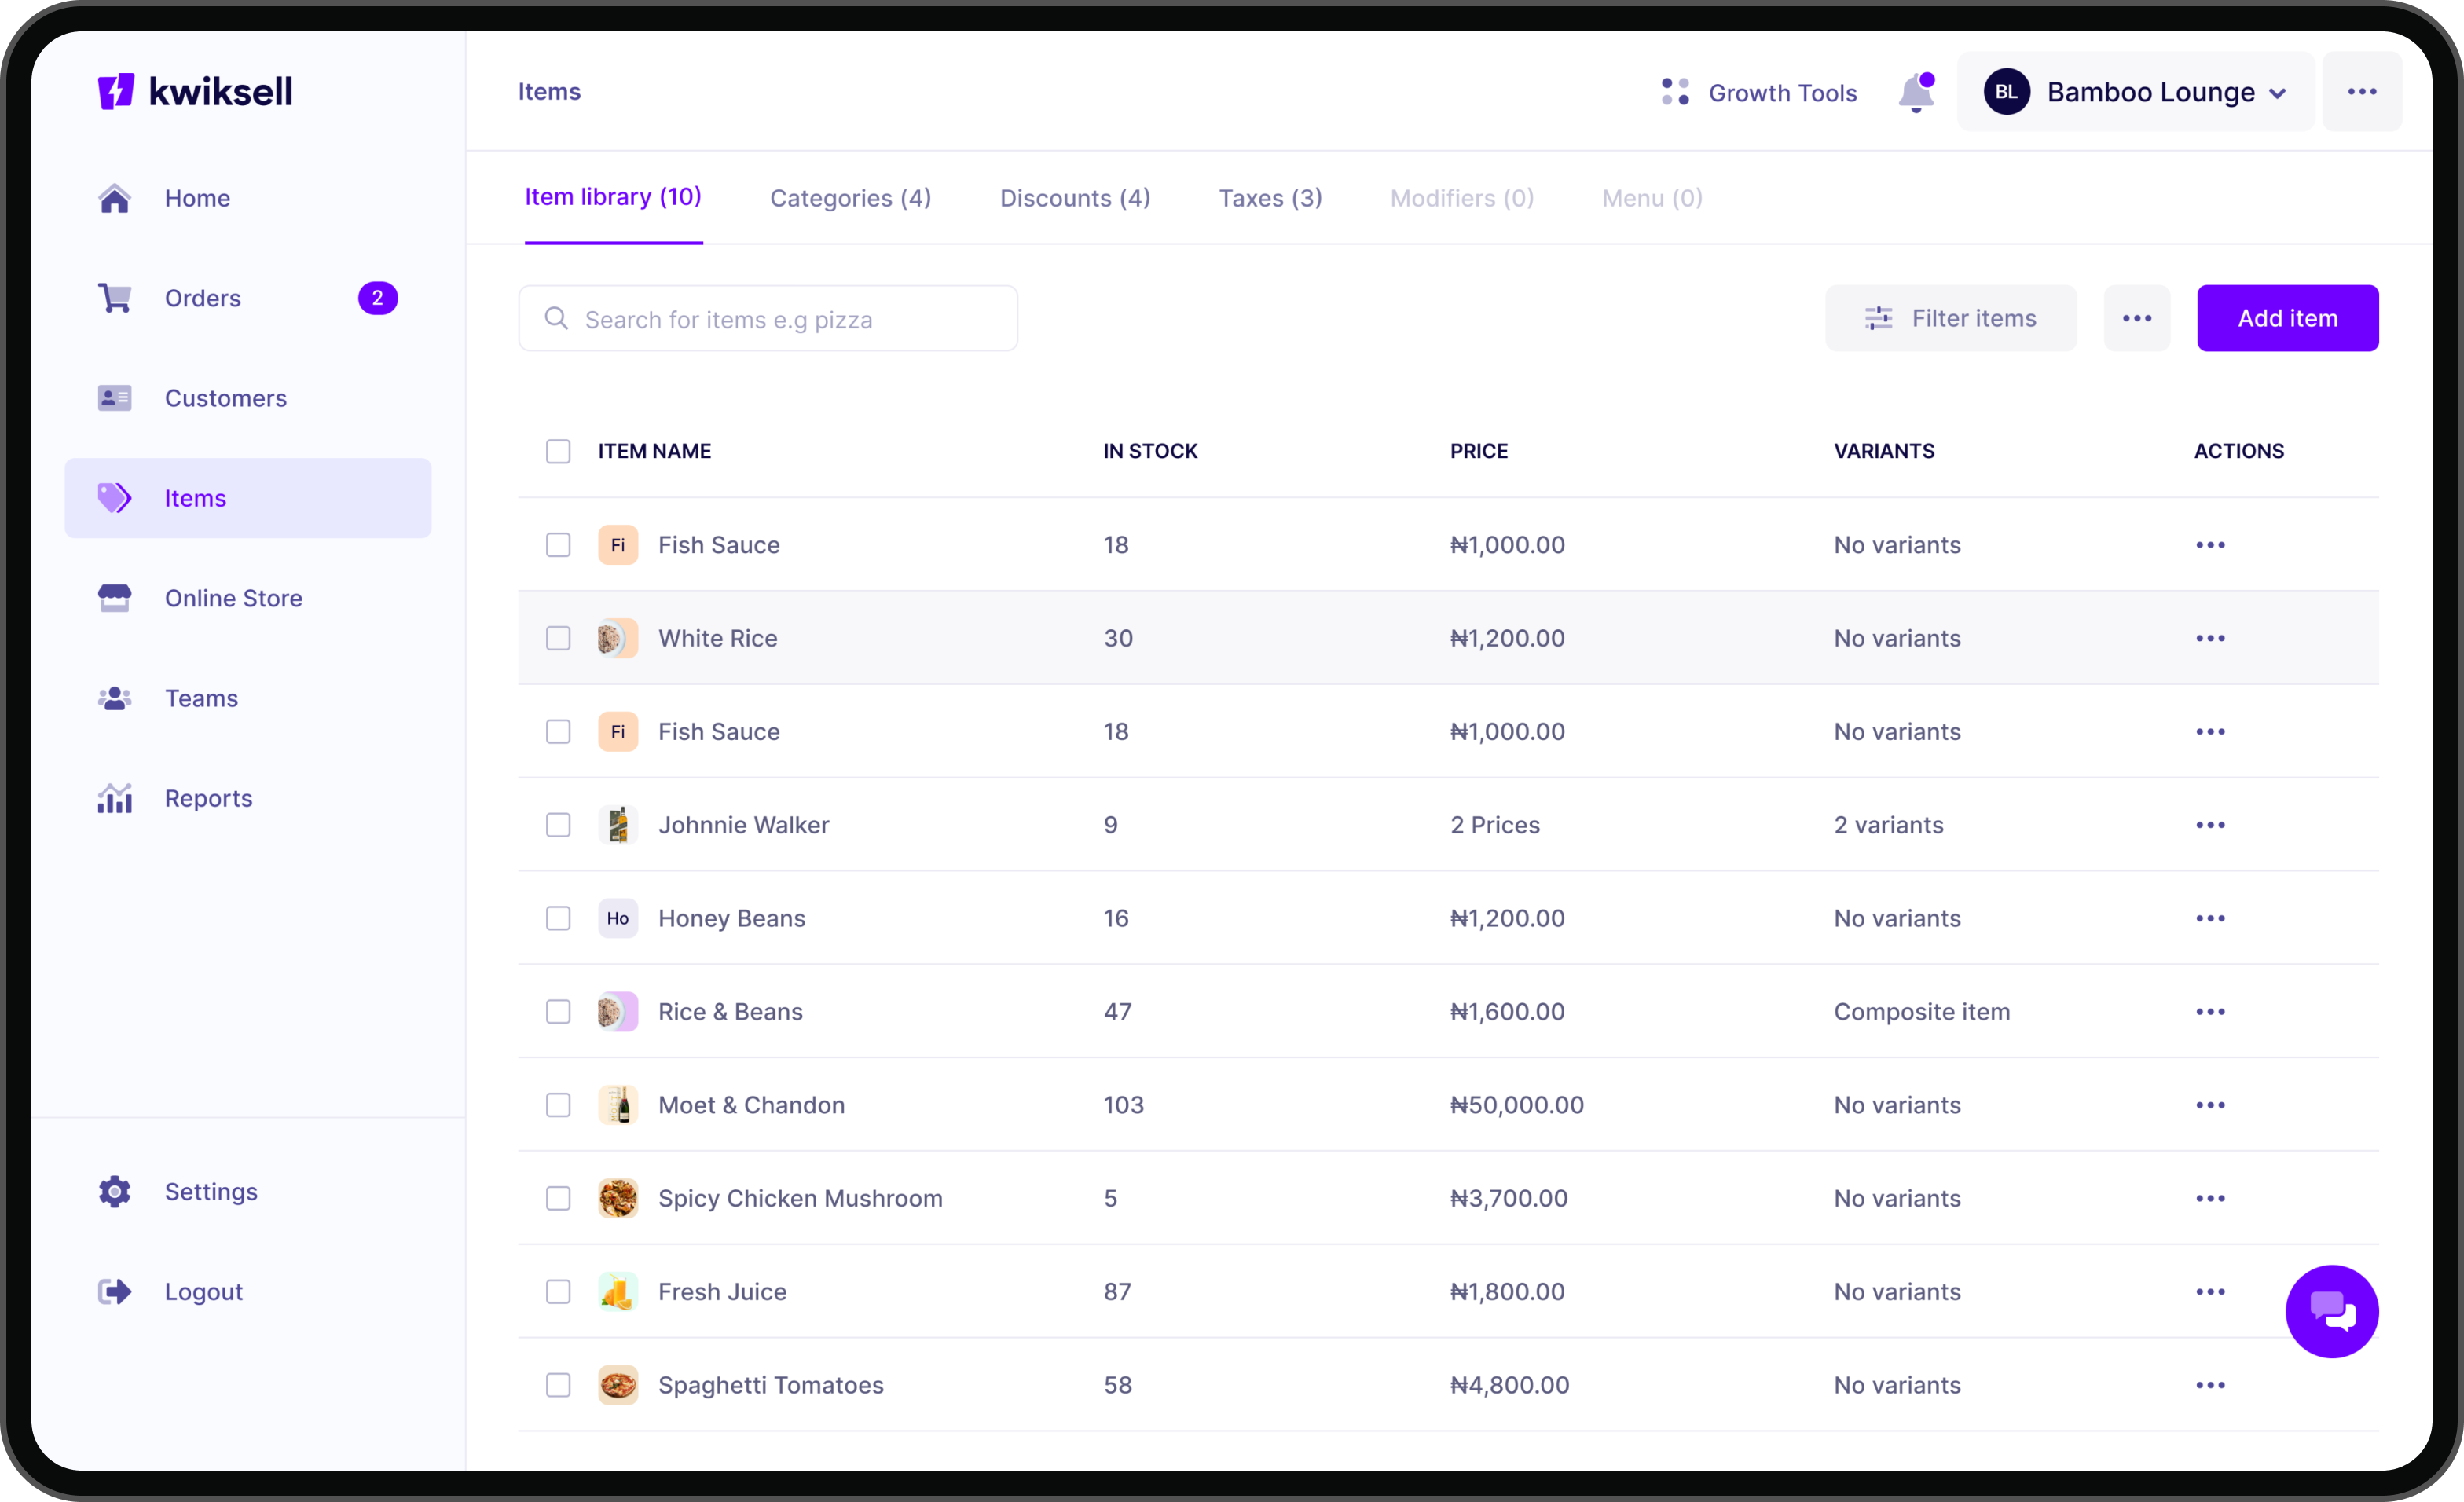 kwiksell
Items
Growth Tools
BL
Bamboo Lounge
Home
Orders
2
Customers
Items
Online Store
Teams
Reports
Settings
Logout
Item library (10)
Categories (4)
Discounts (4)
Taxes (3)
Modifiers (0)
Menu (0)
Search for items e.g pizza
Filter items
Add item
ITEM NAME IN STOCK PRICE VARIANTS ACTIONS
Fi Fish Sauce 18 ₦1,000.00 No variants
White Rice 30 ₦1,200.00 No variants
Fi Fish Sauce 18 ₦1,000.00 No variants
Johnnie Walker 9 2 Prices 2 variants
Ho Honey Beans 16 ₦1,200.00 No variants
Rice & Beans 47 ₦1,600.00 Composite item
Moet & Chandon 103 ₦50,000.00 No variants
Spicy Chicken Mushroom 5 ₦3,700.00 No variants
Fresh Juice 87 ₦1,800.00 No variants
Spaghetti Tomatoes 58 ₦4,800.00 No variants